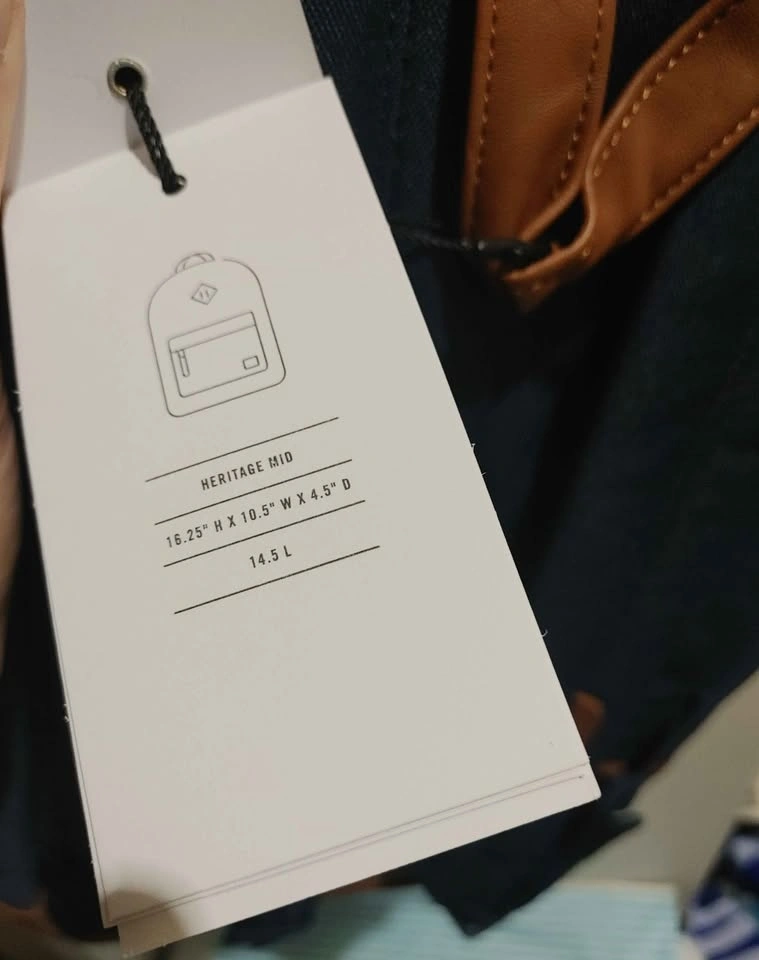 HERITAGE MID
16.25" H X 10.5" W X 4.5" D
14.5 L